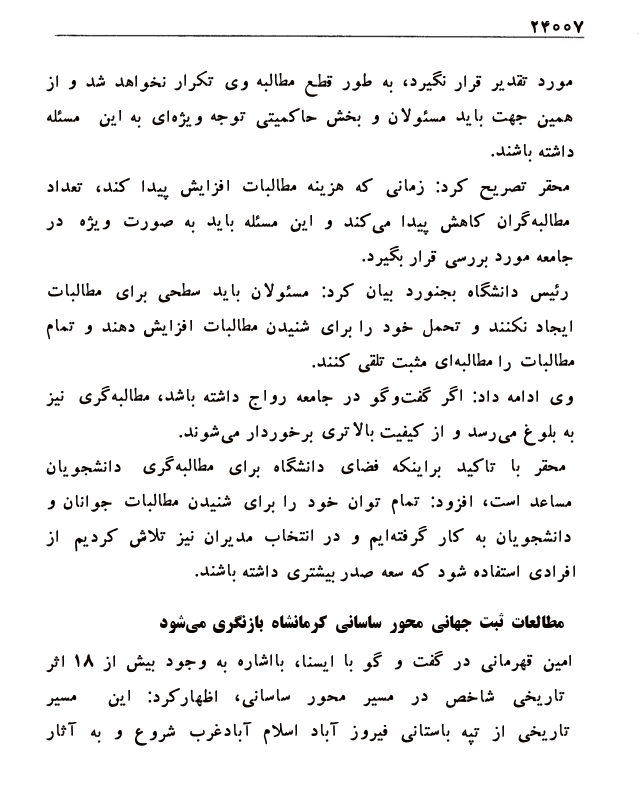 ۲۴۰۰۷
مورد تقدیر قرار نگیرد، به طور قطع مطالبه وی تکرار نخواهد شد و از
همین جهت باید مسئولان و بخش حاکمیتی توجه ویژه‌ای به این مسئله
داشته باشند.
محقر تصریح کرد: زمانی که هزینه مطالبات افزایش پیدا کند، تعداد
مطالبه‌گران کاهش پیدا می‌کند و این مسئله باید به صورت ویژه در
جامعه مورد بررسی قرار بگیرد.
رئیس دانشگاه بجنورد بیان کرد: مسئولان باید سطحی برای مطالبات
ایجاد نکنند و تحمل خود را برای شنیدن مطالبات افزایش دهند و تمام
مطالبات را مطالبه‌ای مثبت تلقی کنند.
وی ادامه داد: اگر گفت‌وگو در جامعه رواج داشته باشد، مطالبه‌گری نیز
به بلوغ می‌رسد و از کیفیت بالاتری برخوردار می‌شوند.
محقر با تاکید براینکه فضای دانشگاه برای مطالبه‌گری دانشجویان
مساعد است، افزود: تمام توان خود را برای شنیدن مطالبات جوانان و
دانشجویان به کار گرفته‌ایم و در انتخاب مدیران نیز تلاش کردیم از
افرادی استفاده شود که سعه صدر بیشتری داشته باشند.
مطالعات ثبت جهانی محور ساسانی کرمانشاه بازنگری می‌شود
امین قهرمانی در گفت و گو با ایسنا، بااشاره به وجود بیش از ۱۸ اثر
تاریخی شاخص در مسیر محور ساسانی، اظهارکرد: این مسیر
تاریخی از تپه باستانی فیروز آباد اسلام آبادغرب شروع و به آثار